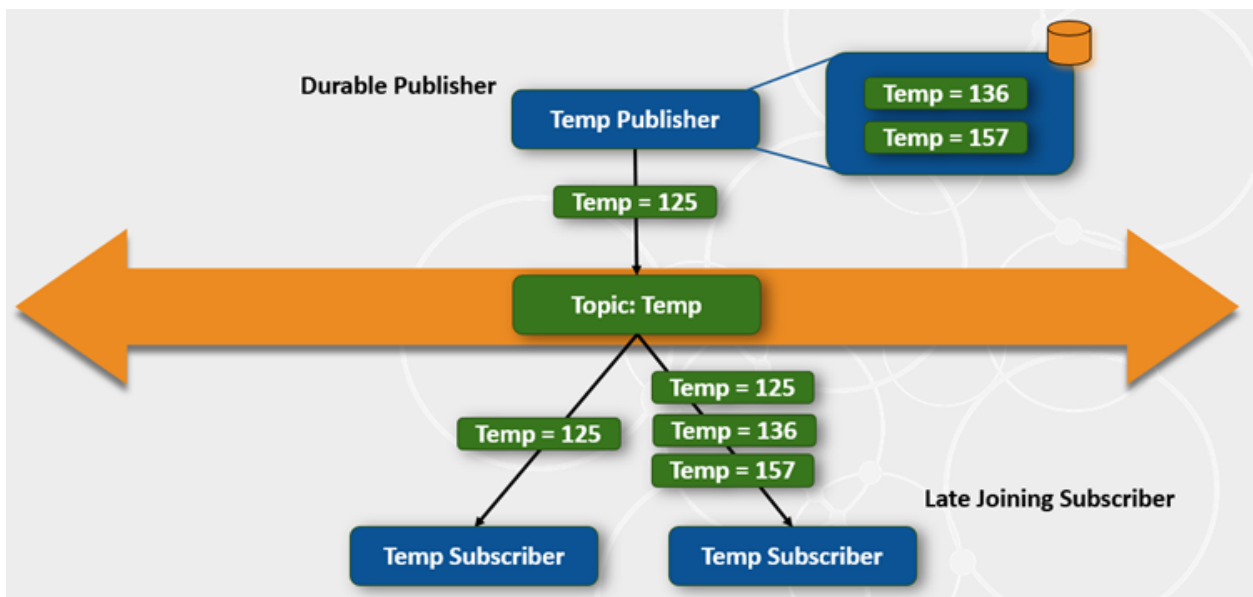 Durable Publisher
Temp Publisher
Temp = 136
Temp = 157
Temp = 125
Topic: Temp
Temp = 125
Temp = 125
Temp = 136
Temp = 157
Late Joining Subscriber
Temp Subscriber
Temp Subscriber